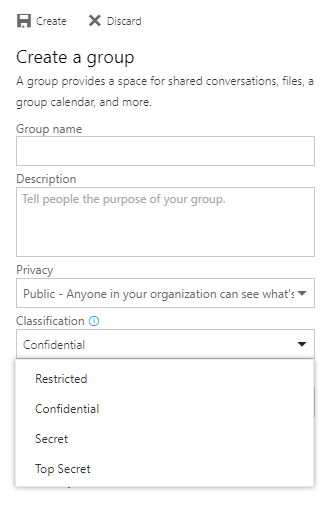 Create Discard
Create a group
A group provides a space for shared conversations, files, a
group calendar, and more.
Group name
Description
Tell people the purpose of your group.
Privacy
Public - Anyone in your organization can see what's
Classification
Confidential
Restricted
Confidential
Secret
Top Secret